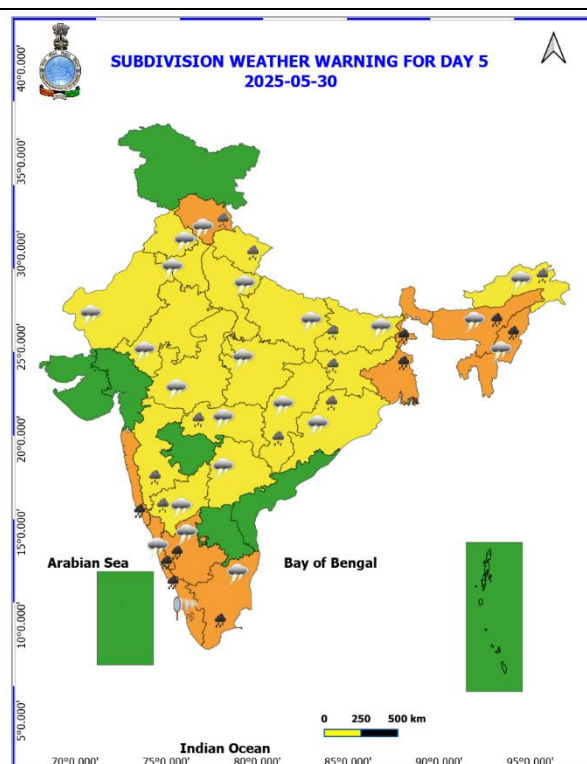 SUBDIVISION WEATHER WARNING FOR DAY 5
2025-05-30
40°0.000'
35°0.000'
30°0.000'
25°0.000'
20°0.000'
15°0.000'
10°0.000'
5°0.000'
Arabian Sea
Bay of Bengal
0 250 500 km
Indian Ocean
70°0.000' 75°0.000' 80°0.000' 85°0.000' 90°0.000' 95°0.000'